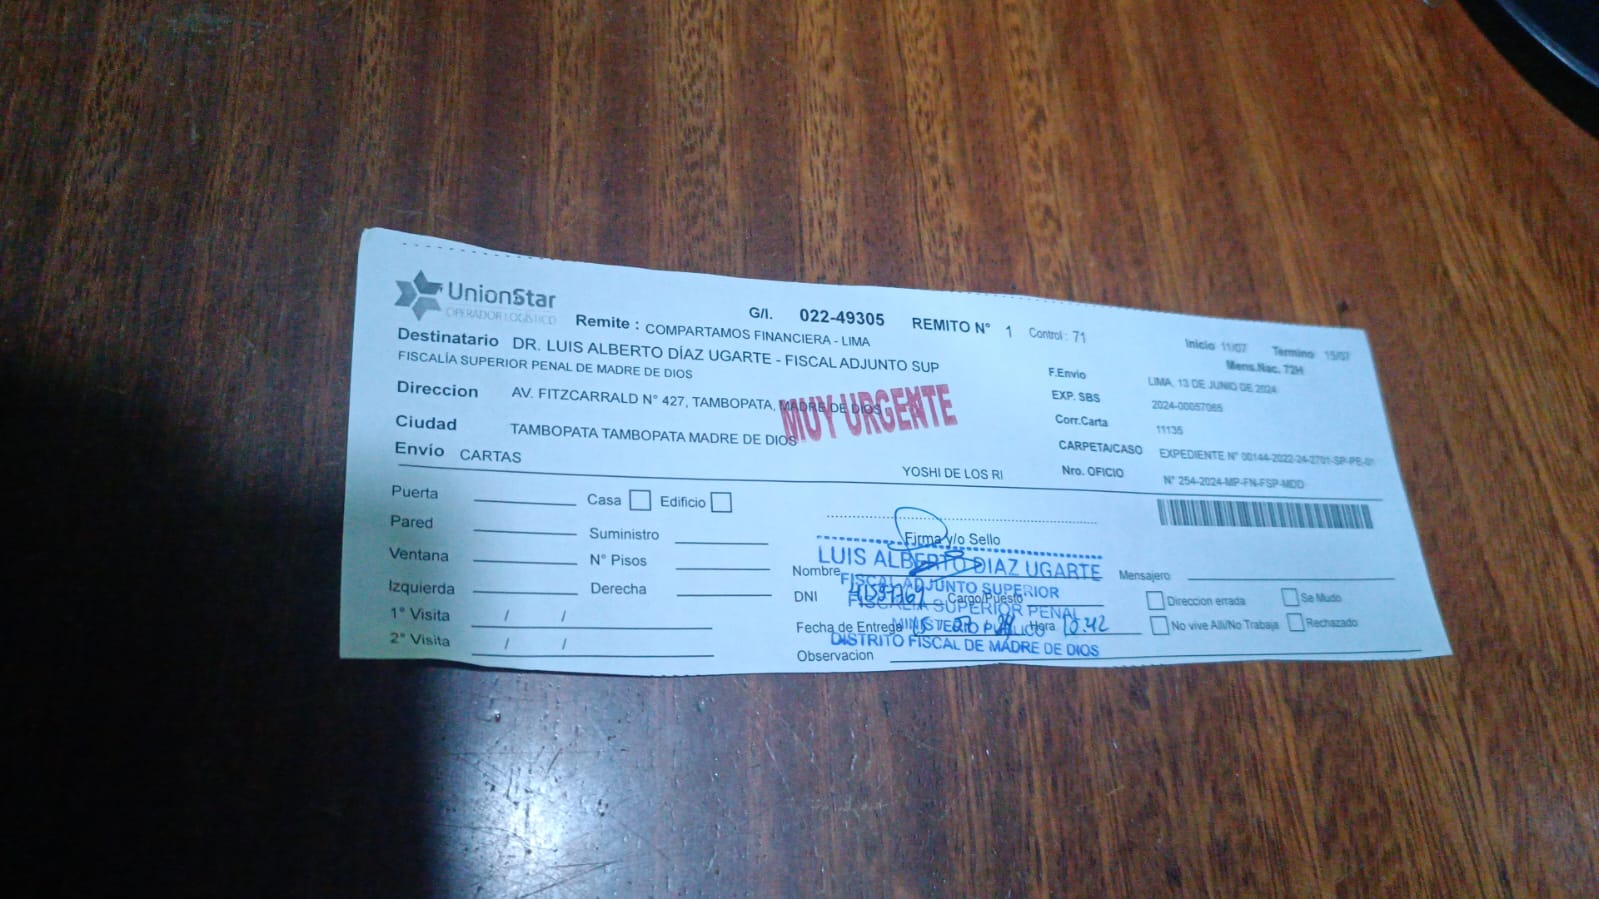 UnionStar
OPERADOR LOGÍSTICO
Remite : COMPARTAMOS FINANCIERA - LIMA
G/I. 022-49305 REMITO N° 1 Control : 71
Inicio 11/07 Termino 15/07
Mens.Nac. 72H
Destinatario DR. LUIS ALBERTO DÍAZ UGARTE - FISCAL ADJUNTO SUP
FISCALÍA SUPERIOR PENAL DE MADRE DE DIOS
Direccion AV. FITZCARRALD N° 427, TAMBOPATA, MADRE DE DIOS
MUY URGENTE
Ciudad TAMBOPATA TAMBOPATA MADRE DE DIOS
Envío CARTAS
YOSHI DE LOS RI
F.Envio LIMA, 13 DE JUNIO DE 2024
EXP. SBS 2024-00057065
Corr.Carta 11135
CARPETA/CASO EXPEDIENTE N° 00144-2022-24-2701-SP-PE-01
Nro. OFICIO N° 254-2024-MP-FN-FSP-MDD
Puerta Casa Edificio
Pared Suministro
Ventana N° Pisos
Izquierda Derecha
1° Visita / /
2° Visita / /
Firma y/o Sello
LUIS ALBERTO DIAZ UGARTE
FISCAL ADJUNTO SUPERIOR
FISCALIA SUPERIOR PENAL
MINISTERIO PUBLICO
DISTRITO FISCAL DE MADRE DE DIOS
Nombre
DNI Cargo/Puesto
Fecha de Entrega Hora 10:42
Observacion
Mensajero
Direccion errada Se Mudo
No vive Alli/No Trabaja Rechazado